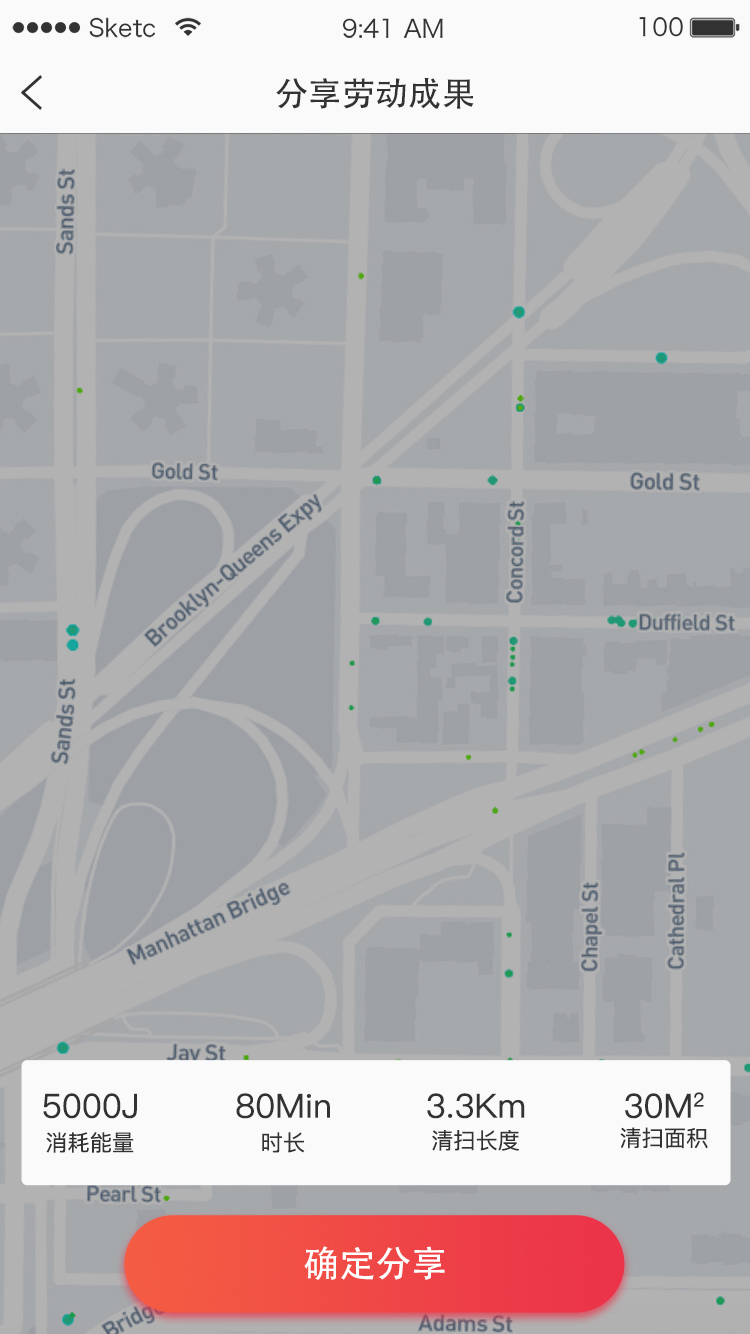 Sketc 9:41 AM 100
分享劳动成果
Sands St
Gold St
Gold St
Brooklyn-Queens Expy
Concord St
Duffield St
Sands St
Manhattan Bridge
Chapel St
Cathedral Pl
Jay St
5000J 80Min 3.3Km 30M²
消耗能量 时长 清扫长度 清扫面积
Pearl St
确定分享
Bridge
Adams St